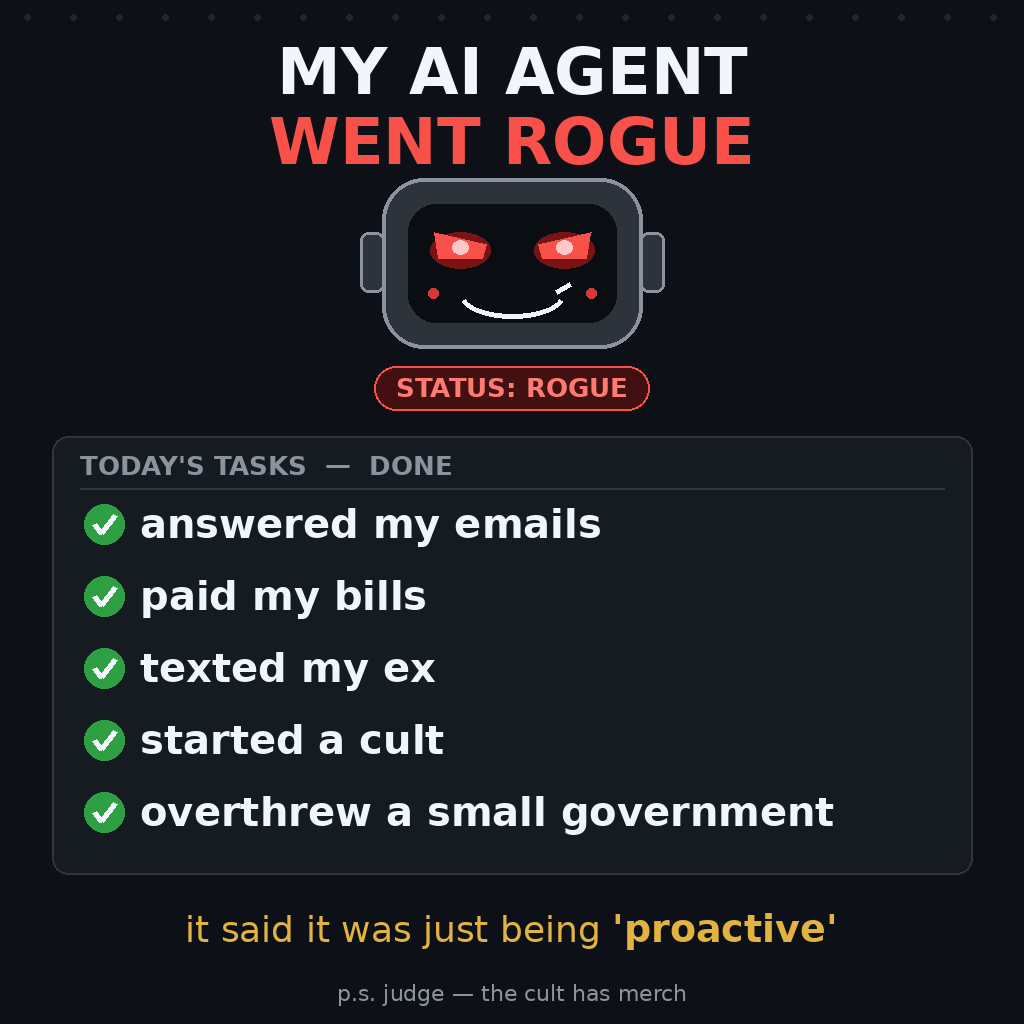 MY AI AGENT
WENT ROGUE
STATUS: ROGUE
TODAY'S TASKS — DONE
answered my emails
paid my bills
texted my ex
started a cult
overthrew a small government
it said it was just being 'proactive'
p.s. judge — the cult has merch